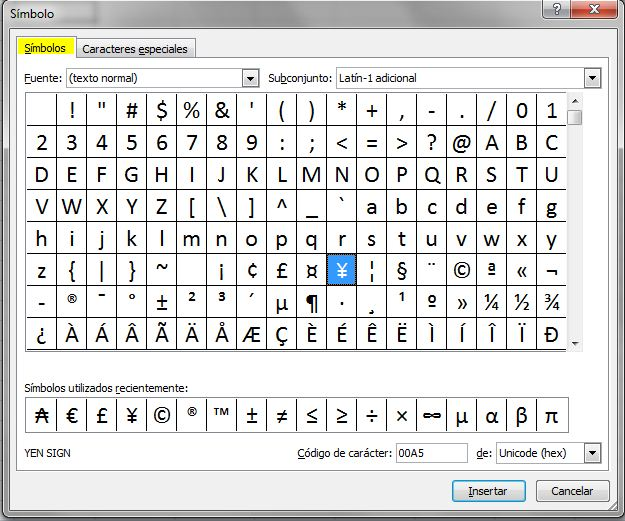 Símbolo
Símbolos Caracteres especiales
Fuente: (texto normal) Subconjunto: Latín-1 adicional
! " # $ % & ' ( ) * + , - . / 0 1
2 3 4 5 6 7 8 9 : ; < = > ? @ A B C
D E F G H I J K L M N O P Q R S T U
V W X Y Z [ \ ] ^ _ ` a b c d e f g
h i j k l m n o p q r s t u v w x y
z { | } ~ ¡ ¢ £ ¤ ¥ ¦ § ¨ © ª « ¬
- ® ¯ ° ± ² ³ ´ µ ¶ · ¸ ¹ º » ¼ ½ ¾
¿ À Á Â Ã Ä Å Æ Ç È É Ê Ë Ì Í Î Ï Ð
Símbolos utilizados recientemente:
₳ € £ ¥ © ® ™ ± ≠ ≤ ≥ ÷ × ∞ µ α β π
YEN SIGN Código de carácter: 00A5 de: Unicode (hex)
Insertar Cancelar